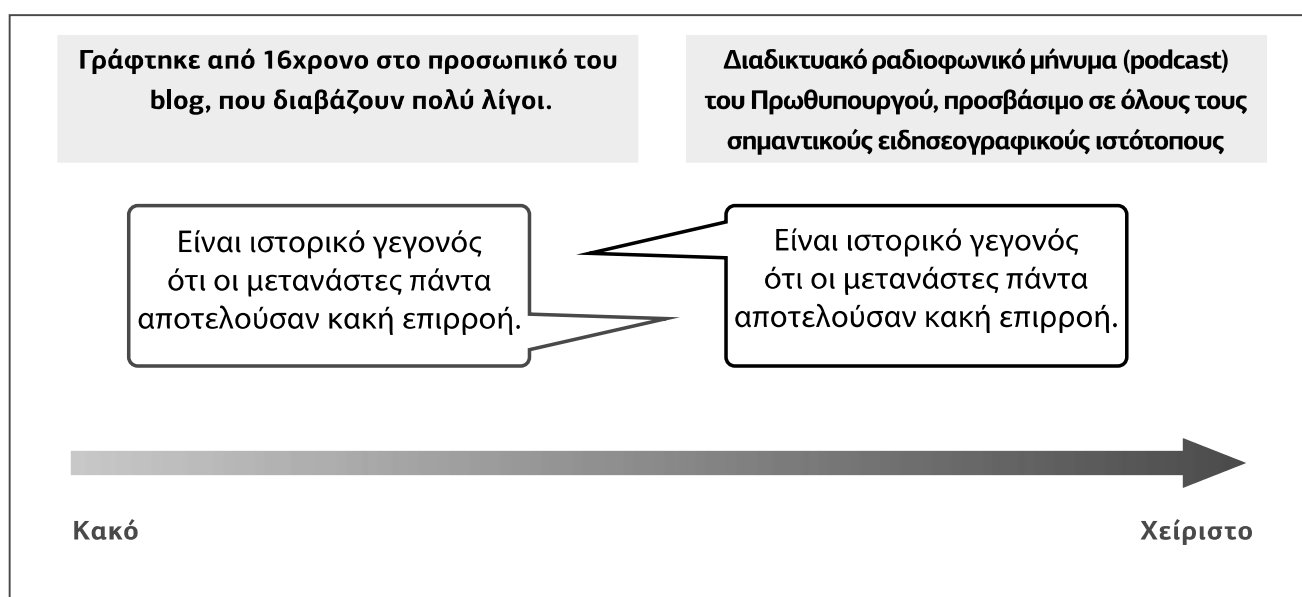 Γράφτηκε από 16χρονο στο προσωπικό του
blog, που διαβάζουν πολύ λίγοι.
Διαδικτυακό ραδιοφωνικό μήνυμα (podcast)
του Πρωθυπουργού, προσβάσιμο σε όλους τους
σημαντικούς ειδησεογραφικούς ιστότοπους
Είναι ιστορικό γεγονός
ότι οι μετανάστες πάντα
αποτελούσαν κακή επιρροή.
Είναι ιστορικό γεγονός
ότι οι μετανάστες πάντα
αποτελούσαν κακή επιρροή.
Κακό
Χείριστο